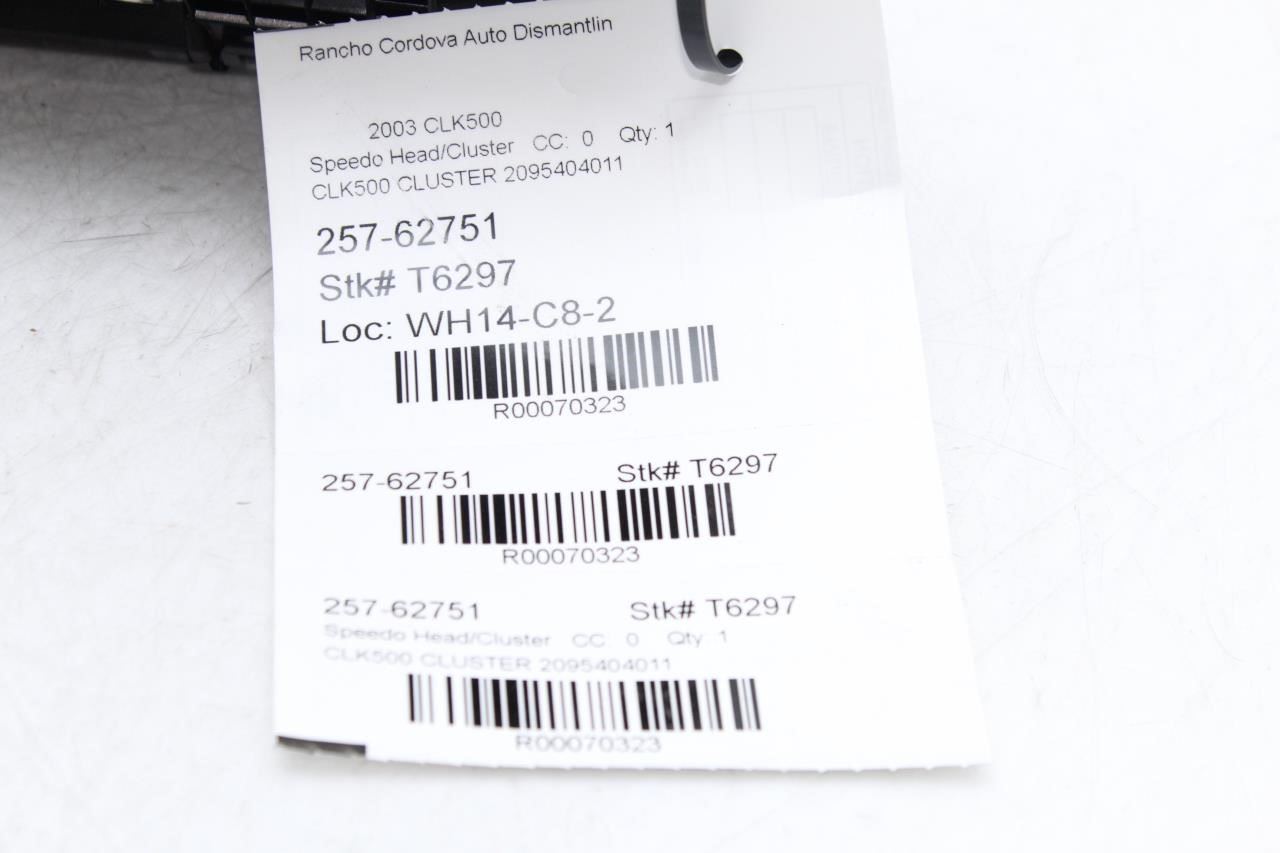 Rancho Cordova Auto Dismantlin
2003 CLK500
Speedo Head/Cluster CC: 0 Qty: 1
CLK500 CLUSTER 2095404011
257-62751
Stk# T6297
Loc: WH14-C8-2
R00070323
257-62751 Stk# T6297
R00070323
257-62751 Stk# T6297
Speedo Head/Cluster CC: 0 Qty: 1
CLK500 CLUSTER 2095404011
R00070323